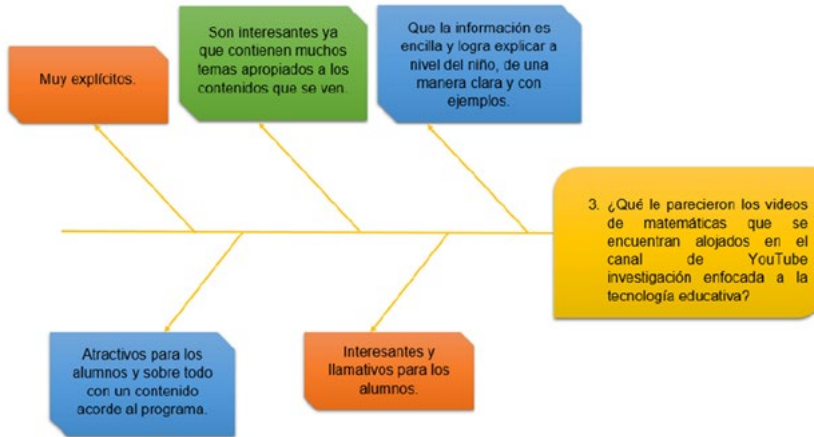 Muy explícitos.
Son interesantes ya
que contienen muchos
temas apropiados a los
contenidos que se ven.
Que la información es
encilla y logra explicar a
nivel del niño, de una
manera clara y con
ejemplos.
3. ¿Qué le parecieron los videos
de matemáticas que se
encuentran alojados en el
canal de YouTube
investigación enfocada a la
tecnología educativa?
Atractivos para los
alumnos y sobre todo
con un contenido
acorde al programa.
Interesantes y
llamativos para los
alumnos.